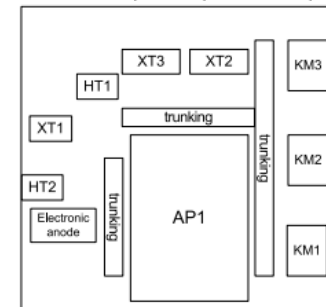 XT3
XT2
KM3
HT1
trunking
XT1
trunking
KM2
HT2
trunking
AP1
Electronic
anode
KM1